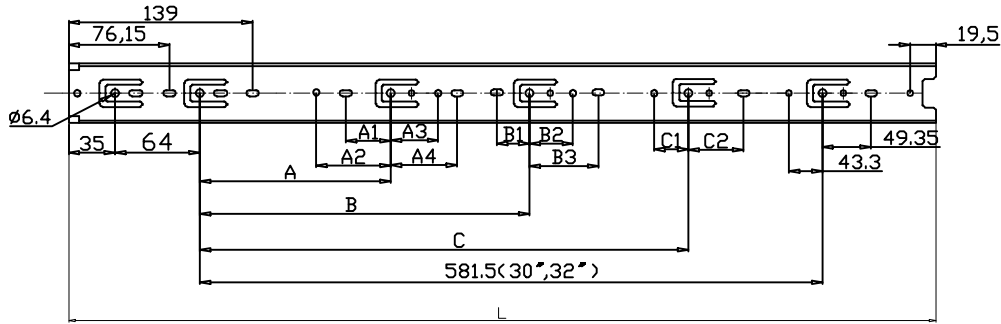 139
76,15
19,5
Ø6.4
35
64
A1
A3
B1
B2
C1
C2
49.35
A2
A4
B3
43.3
A
B
C
581.5(30″,32″)
L